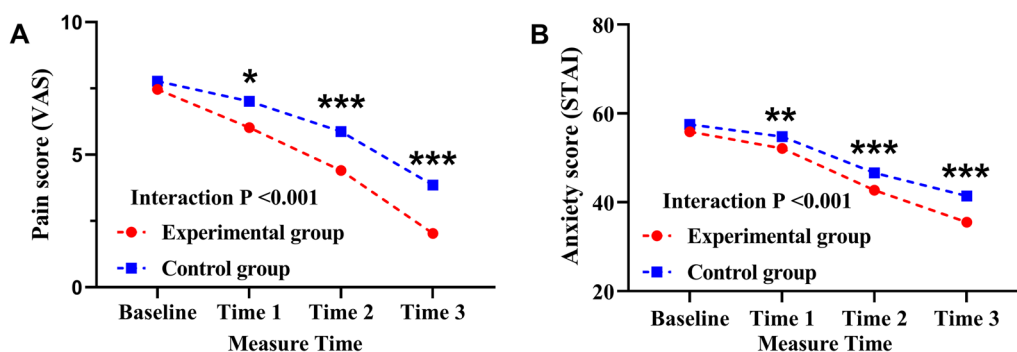 A
Pain score (VAS)
10
5
0
*
***
***
Interaction P <0.001
Experimental group
Control group
Baseline Time 1 Time 2 Time 3
Measure Time
B
Anxiety score (STAI)
80
60
40
20
**
***
***
Interaction P <0.001
Experimental group
Control group
Baseline Time 1 Time 2 Time 3
Measure Time